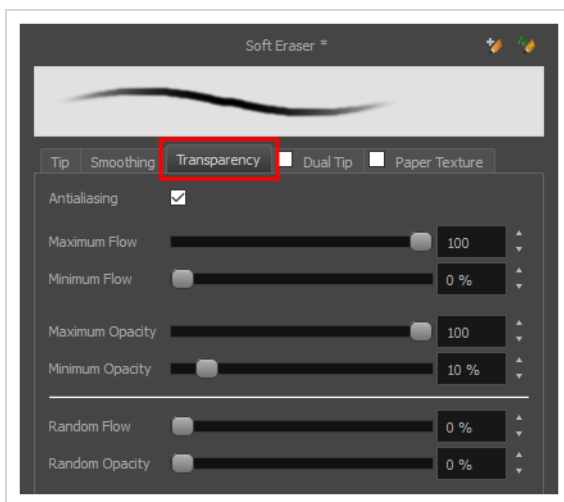 Soft Eraser *
Tip Smoothing Transparency Dual Tip Paper Texture
Antialiasing
Maximum Flow 100
Minimum Flow 0 %
Maximum Opacity 100
Minimum Opacity 10 %
Random Flow 0 %
Random Opacity 0 %